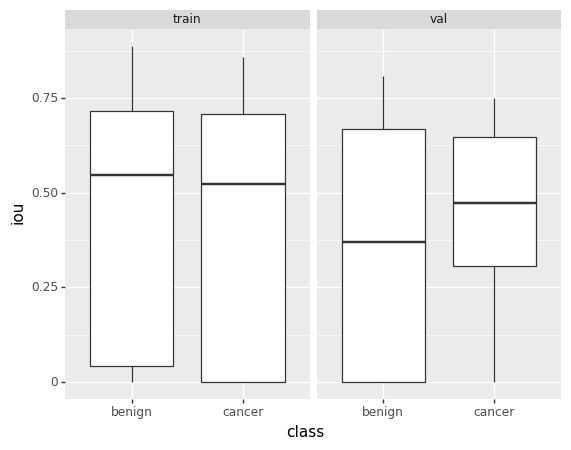 train val
iou
0.75
0.50
0.25
0
benign cancer benign cancer
class